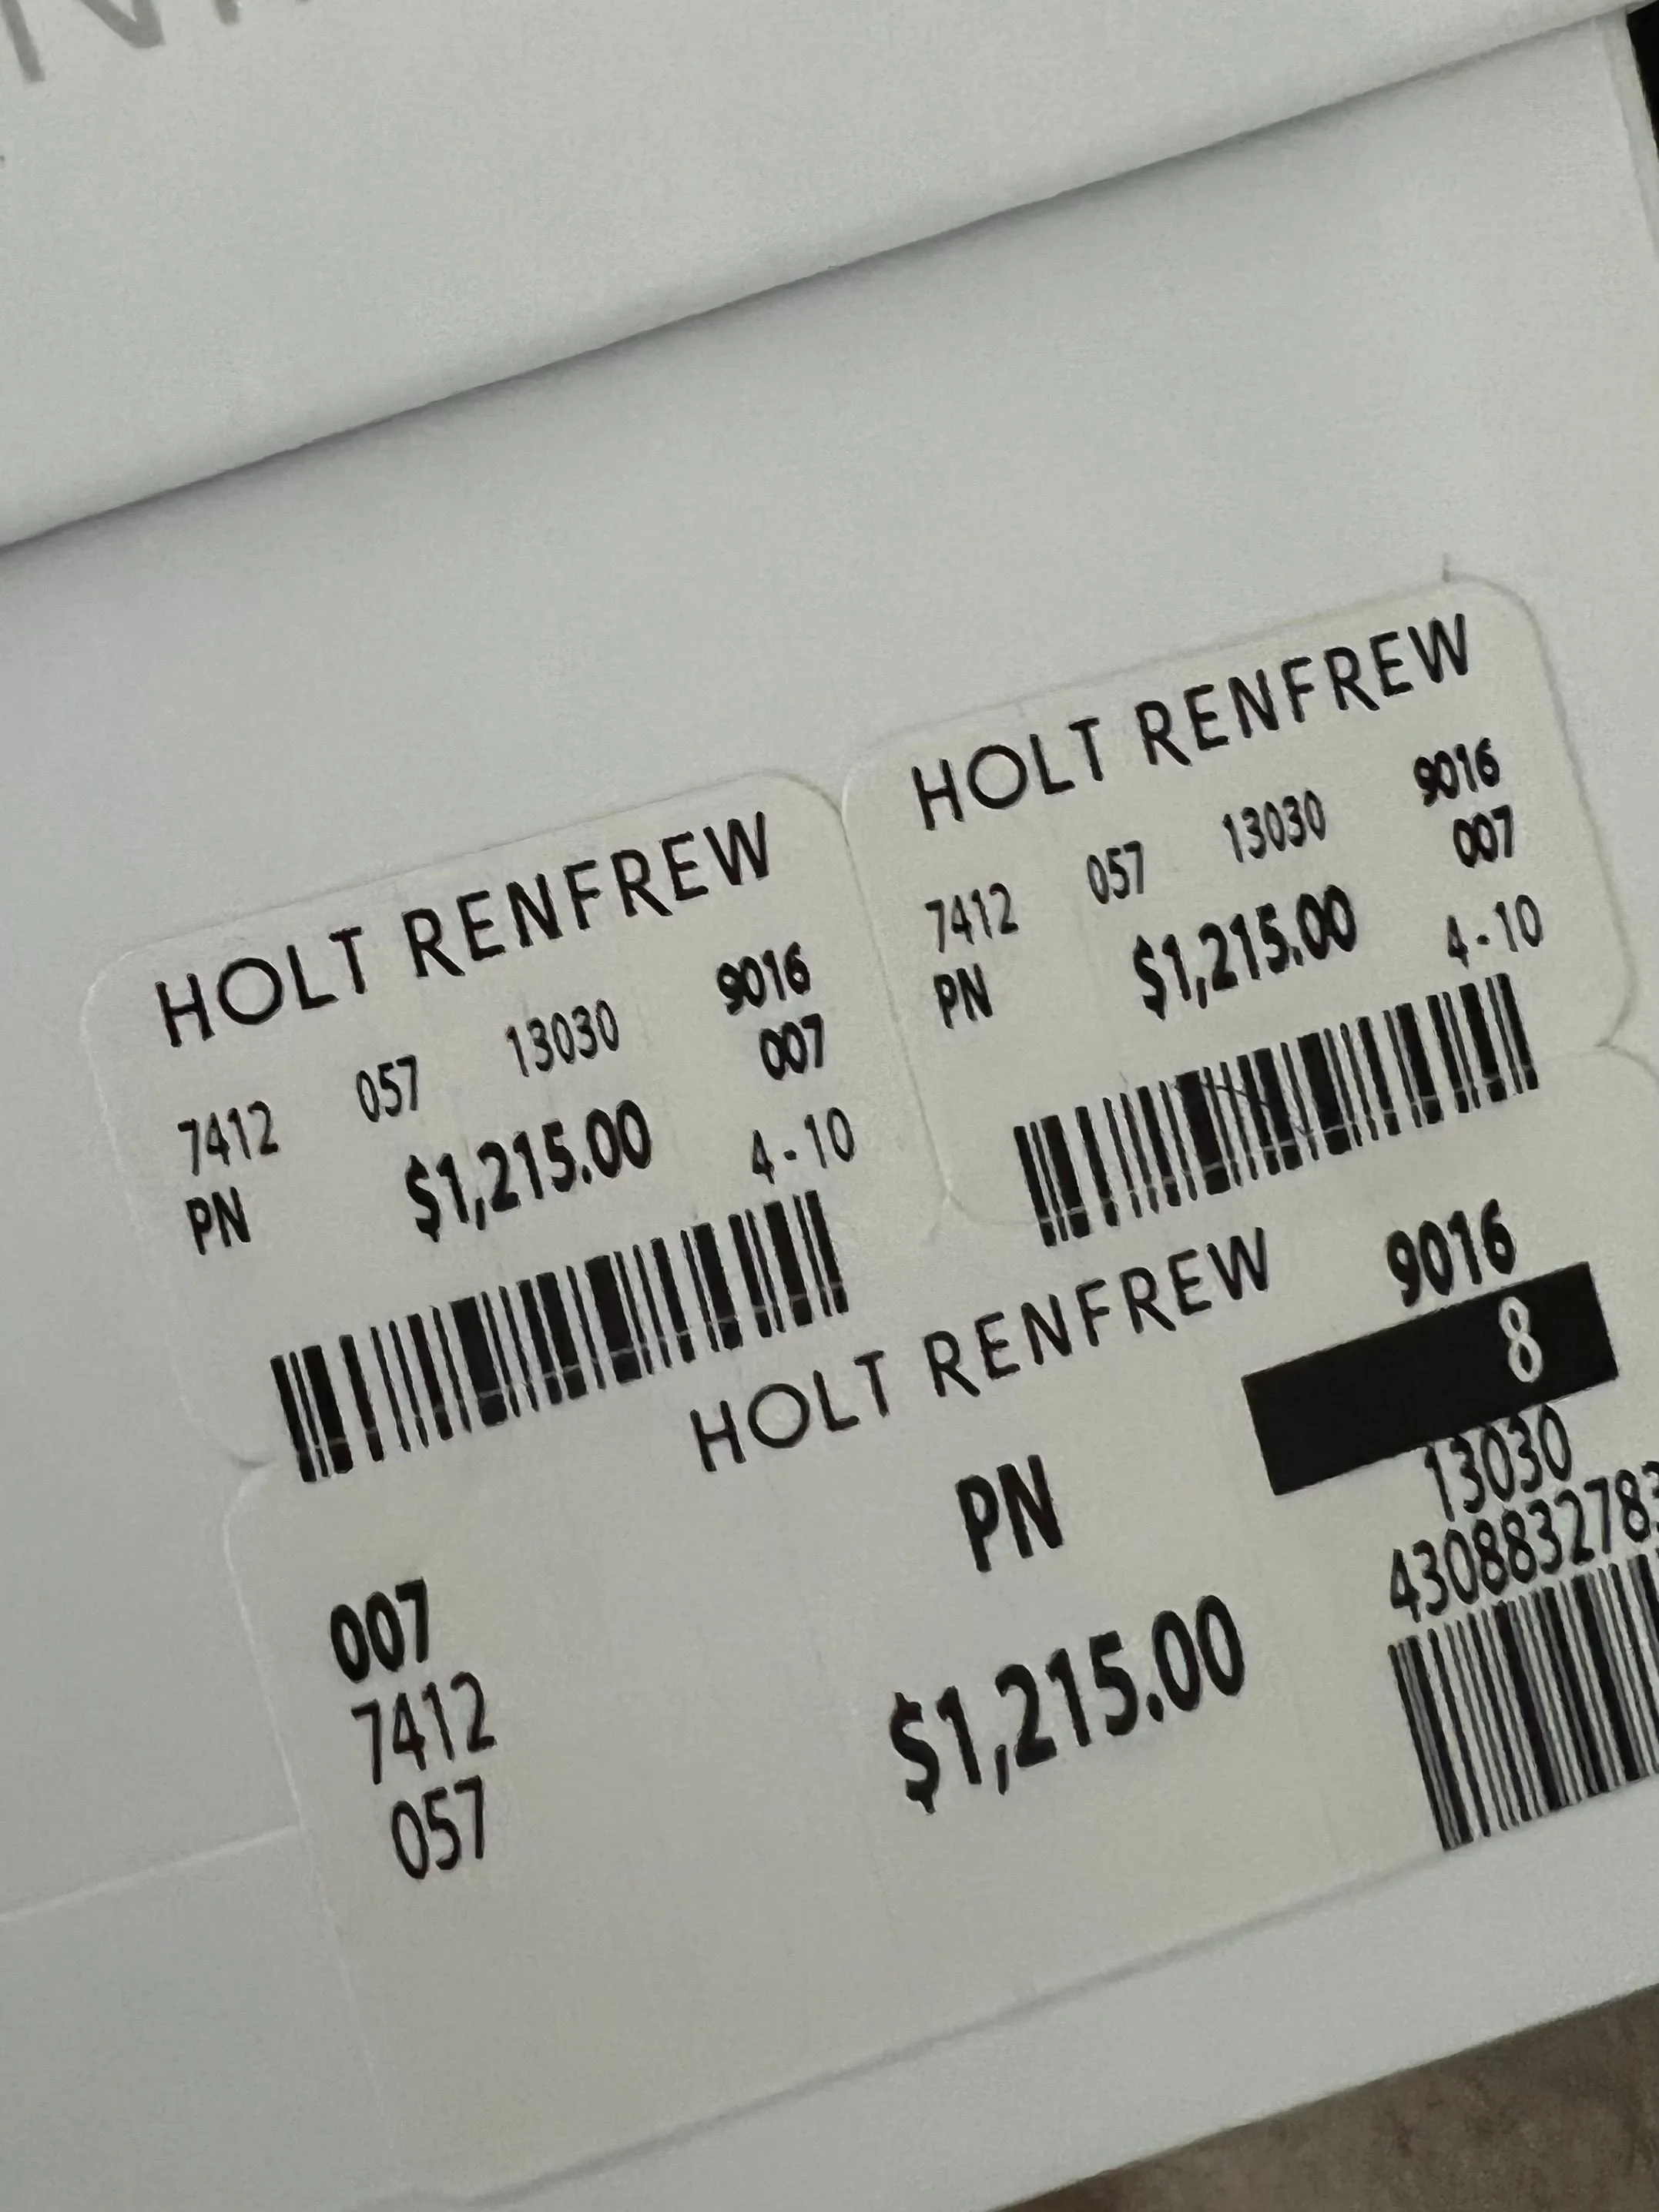 HOLT RENFREW
9016
7412 057 13030 007
PN $1,215.00 4-10
HOLT RENFREW
9016
7412 057 13030 007
PN $1,215.00 4-10
HOLT RENFREW 9016
8
PN 13030
007
7412 $1,215.00
057